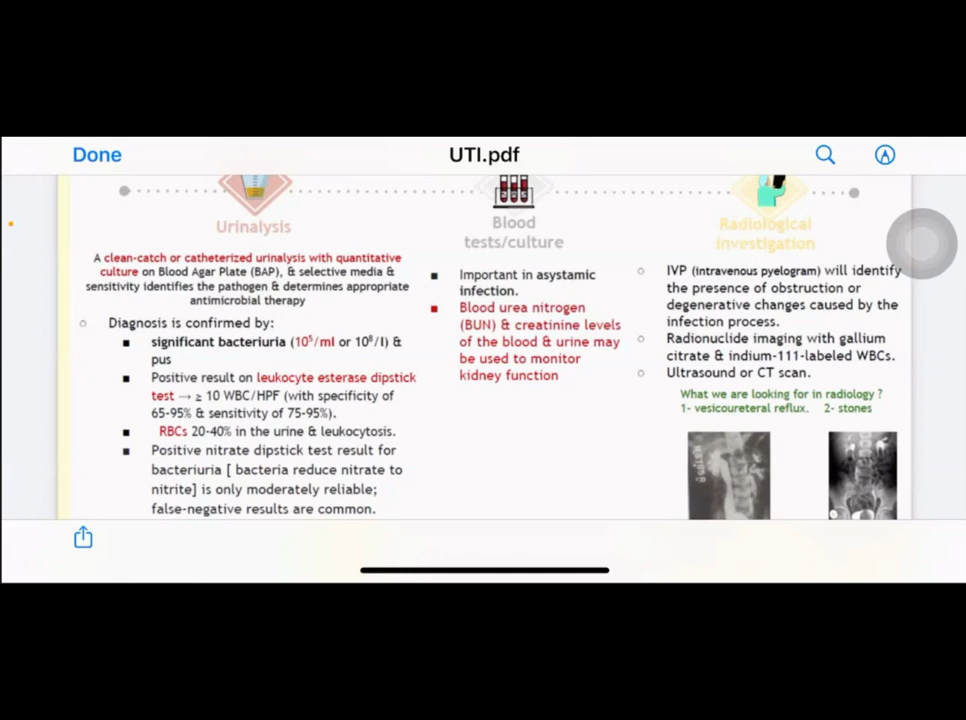 Done
UTI.pdf
Urinalysis
A clean-catch or catheterized urinalysis with quantitative
culture on Blood Agar Plate (BAP), & selective media &
sensitivity identifies the pathogen & determines appropriate
antimicrobial therapy
Diagnosis is confirmed by:
significant bacteriuria (10⁵/ml or 10⁸/l) &
pus
Positive result on leukocyte esterase dipstick
test → ≥ 10 WBC/HPF (with specificity of
65-95% & sensitivity of 75-95%).
RBCs 20-40% in the urine & leukocytosis.
Positive nitrate dipstick test result for
bacteriuria [ bacteria reduce nitrate to
nitrite] is only moderately reliable;
false-negative results are common.
Blood
tests/culture
Important in asystamic
infection.
Blood urea nitrogen
(BUN) & creatinine levels
of the blood & urine may
be used to monitor
kidney function
Radiological
investigation
IVP (intravenous pyelogram) will identify
the presence of obstruction or
degenerative changes caused by the
infection process.
Radionuclide imaging with gallium
citrate & indium-111-labeled WBCs.
Ultrasound or CT scan.
What we are looking for in radiology ?
1- vesicoureteral reflux. 2- stones